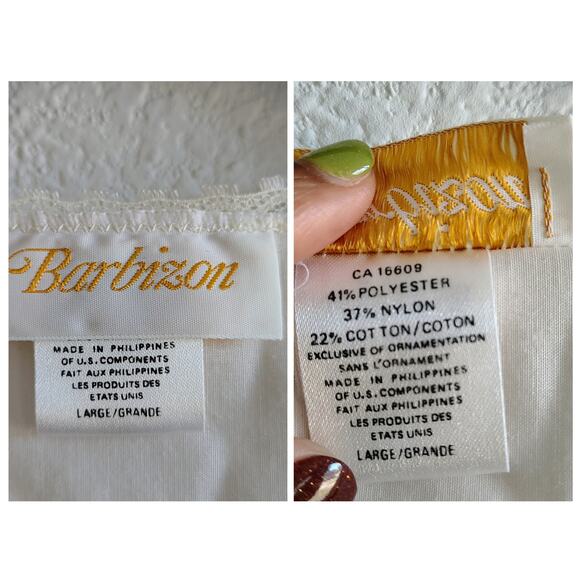 Barbizon
MADE IN PHILIPPINES
OF U.S. COMPONENTS
FAIT AUX PHILIPPINES
LES PRODUITS DES
ETATS UNIS
LARGE/GRANDE
CA 16609
41% POLYESTER
37% NYLON
22% COTTON/COTON
EXCLUSIVE OF ORNAMENTATION
SANS L'ORNAMENT
MADE IN PHILIPPINES
OF U.S. COMPONENTS
FAIT AUX PHILIPPINES
LES PRODUITS DES
ETATS UNIS
LARGE/GRANDE